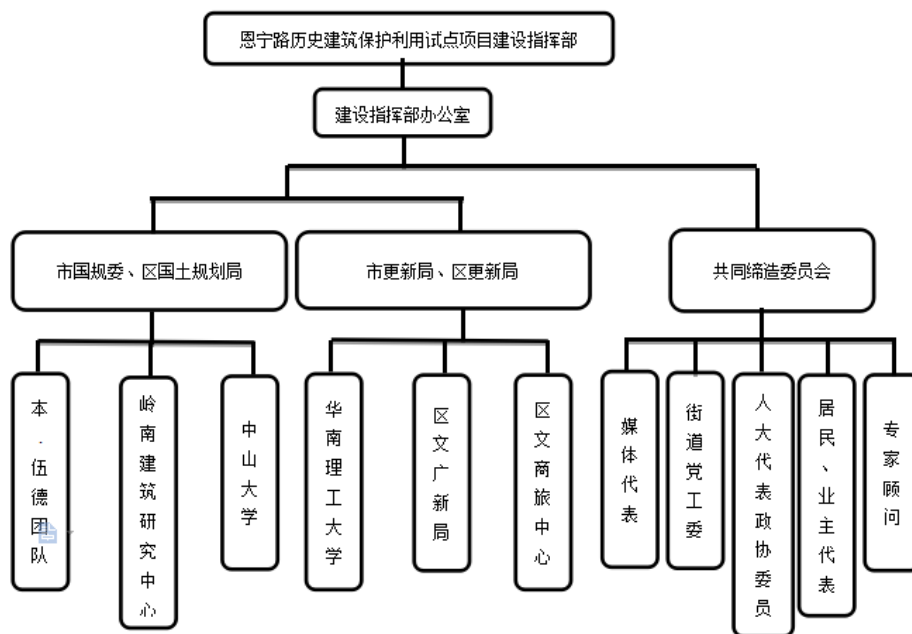 恩宁路历史建筑保护利用试点项目建设指挥部
建设指挥部办公室
市国规委、区国土规划局
市更新局、区更新局
共同缔造委员会
本·伍德团队
岭南建筑研究中心
中山大学
华南理工大学
区文广新局
区文商旅中心
媒体代表
街道党工委
人大代表政协委员
居民、业主代表
专家顾问